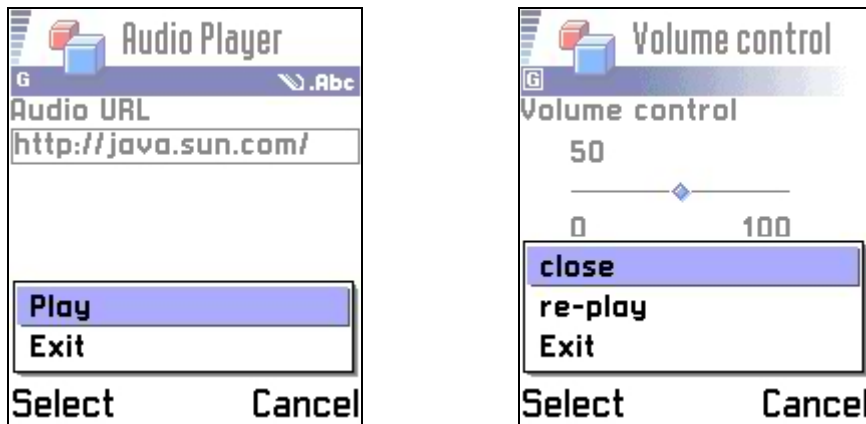 Audio Player
G .Abc
Audio URL
http://java.sun.com/
Play
Exit
Select Cancel
Volume control
G
Volume control
50
0 100
close
re-play
Exit
Select Cancel